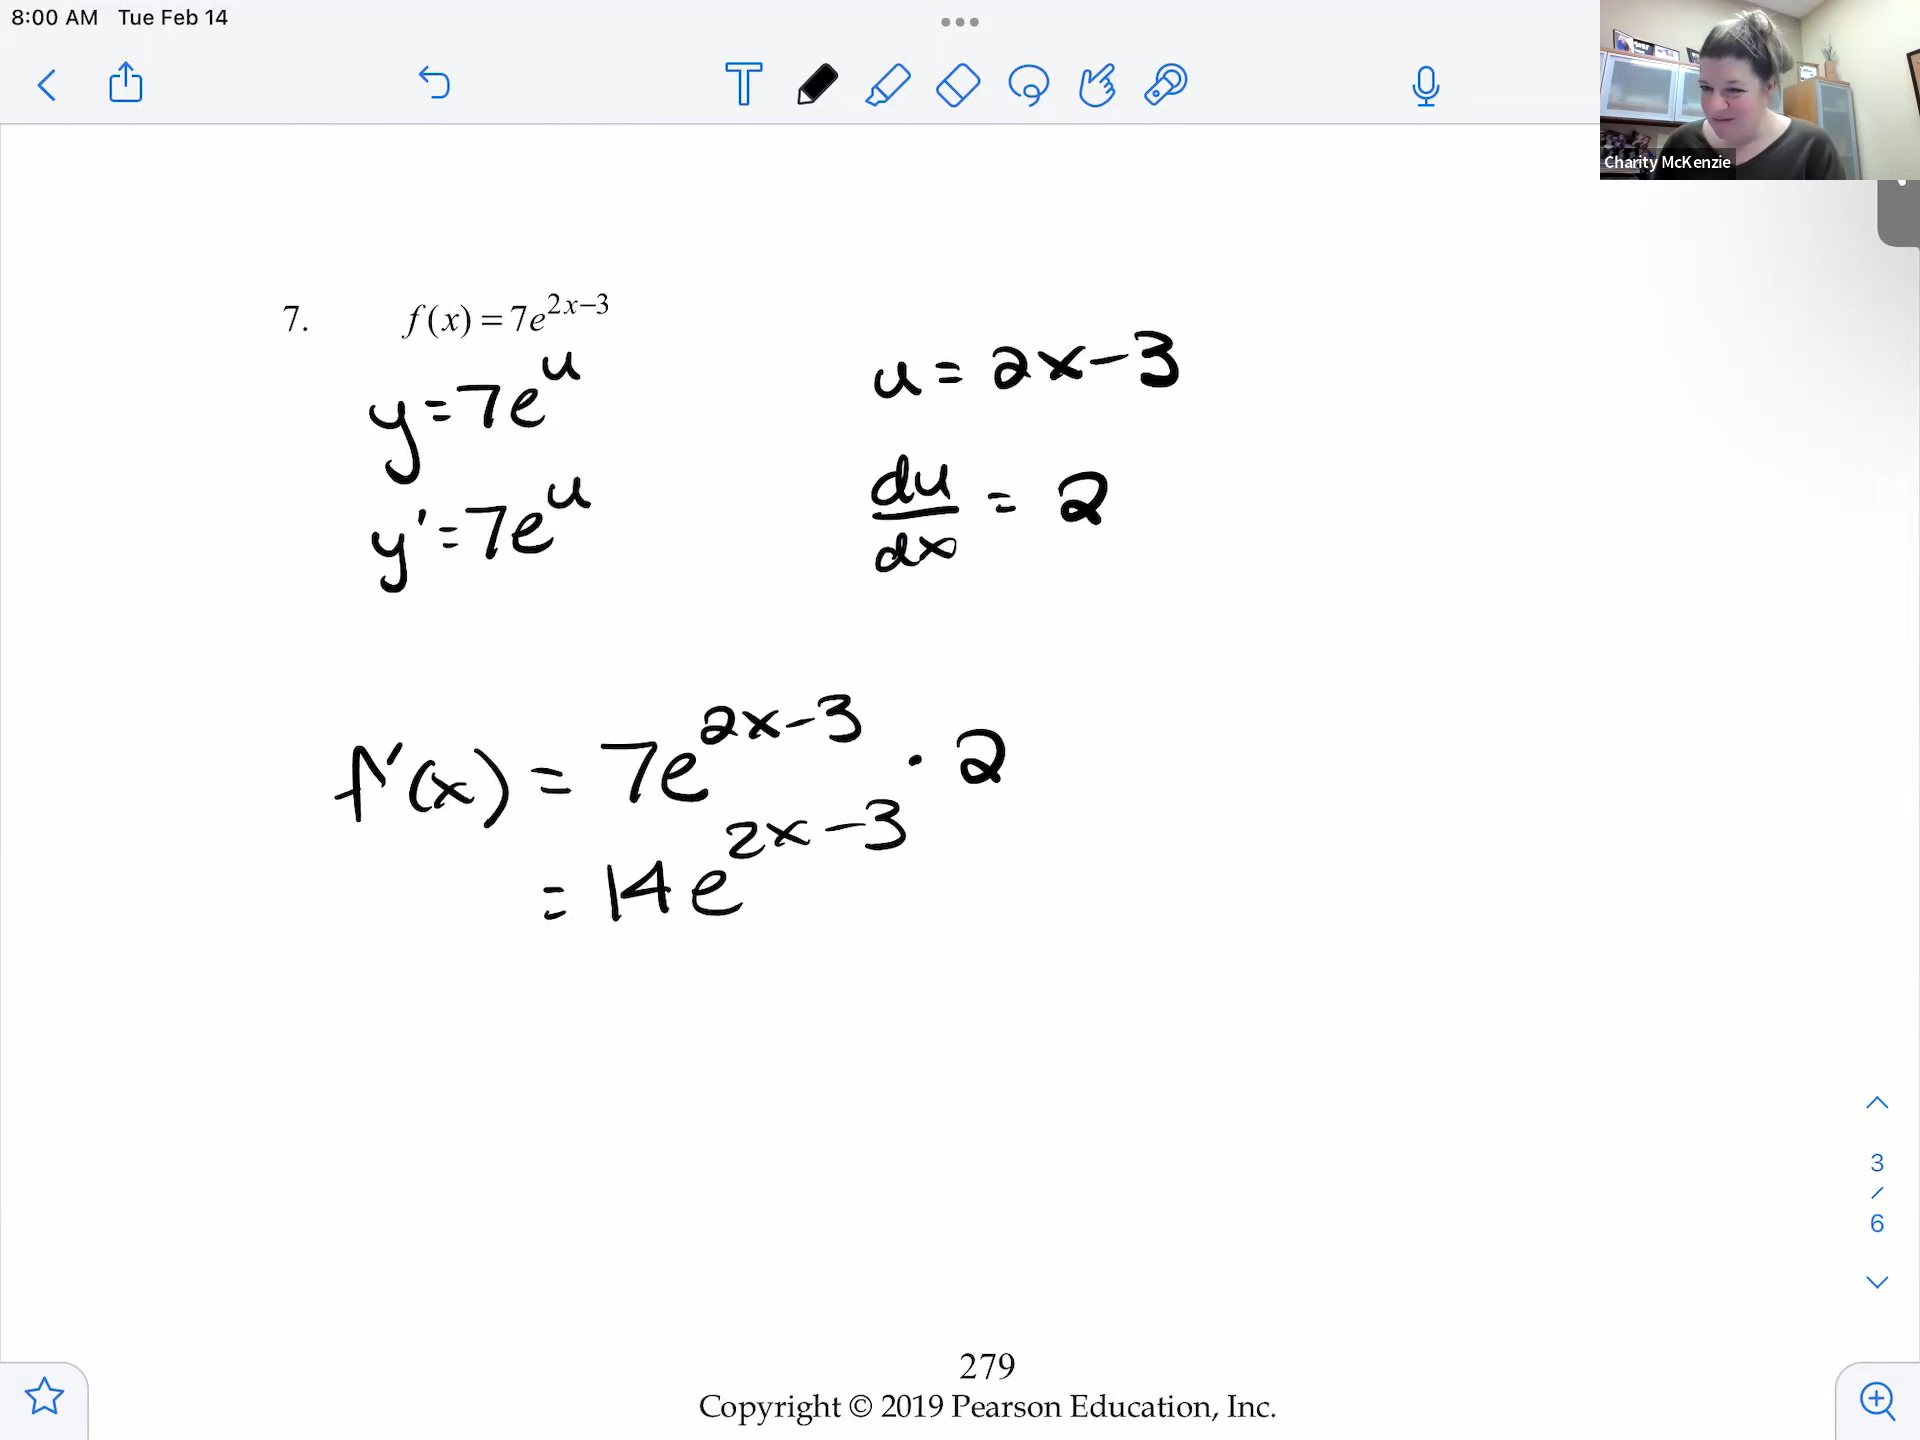 8:00 AM Tue Feb 14
Charity McKenzie
7. f(x) = 7e^{2x−3}
y = 7e^u
u = 2x − 3
y' = 7e^u
du/dx = 2
f'(x) = 7e^{2x−3} · 2
= 14e^{2x−3}
3
/
6
279
Copyright © 2019 Pearson Education, Inc.